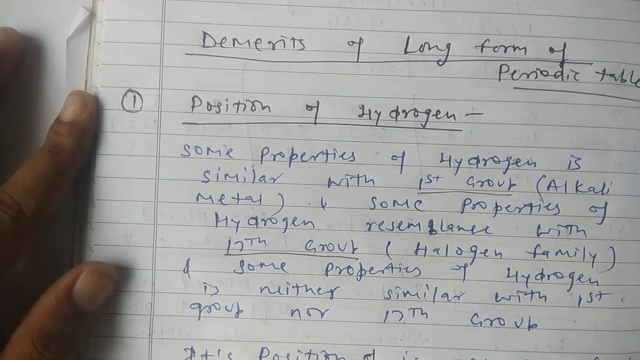 Demerits of Long form of
Periodic table
① Position of Hydrogen —
Some Properties of Hydrogen is
similar with 1st Group (Alkali
metal) & some Properties of
Hydrogen resemblance with
17th Group (Halogen family)
& some Properties of Hydrogen
is neither similar with 1st
group nor 17th Group
It's Position